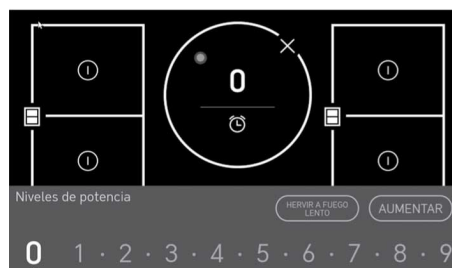 0
Niveles de potencia
HERVIR A FUEGO
LENTO
AUMENTAR
0 1 · 2 · 3 · 4 · 5 · 6 · 7 · 8 · 9